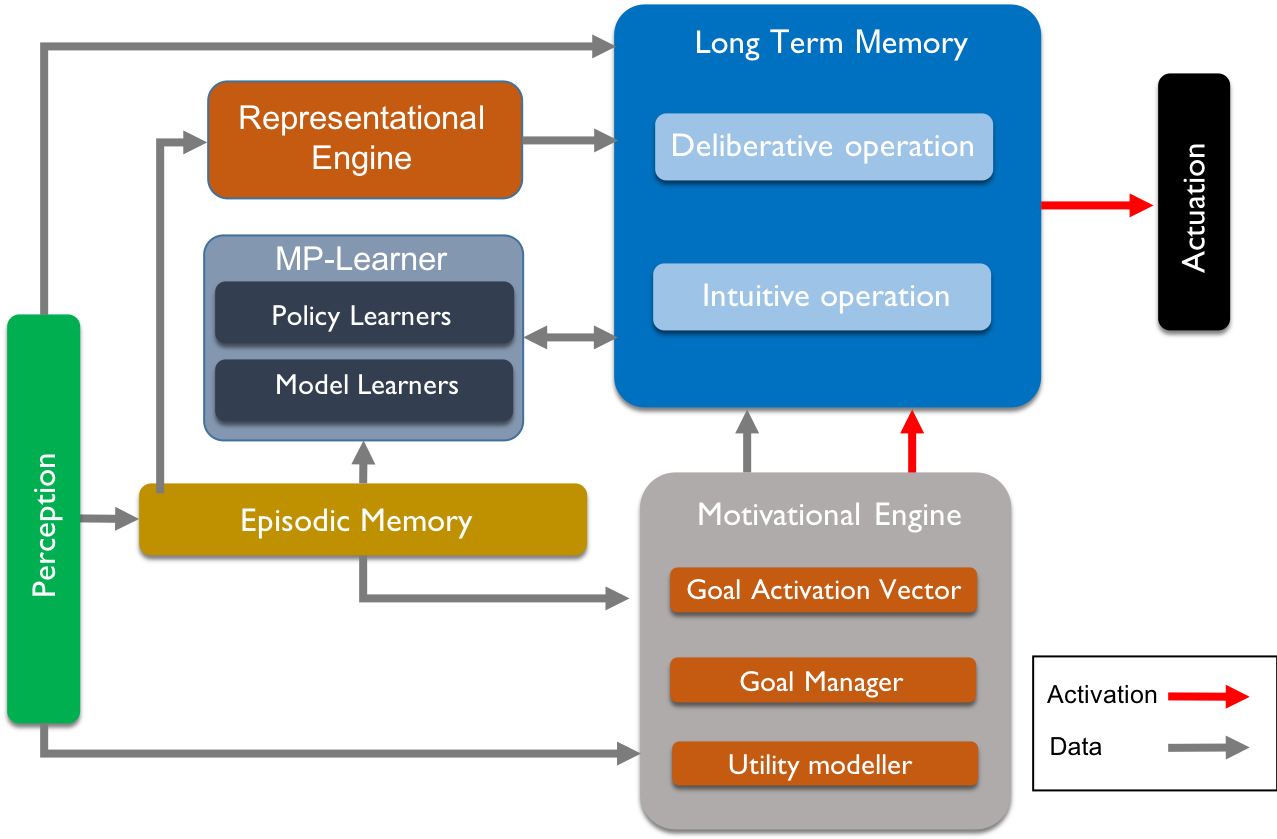 Long Term Memory
Representational
Engine
Deliberative operation
Actuation
MP-Learner
Policy Learners
Intuitive operation
Model Learners
Perception
Episodic Memory
Motivational Engine
Goal Activation Vector
Goal Manager
Utility modeller
Activation
Data